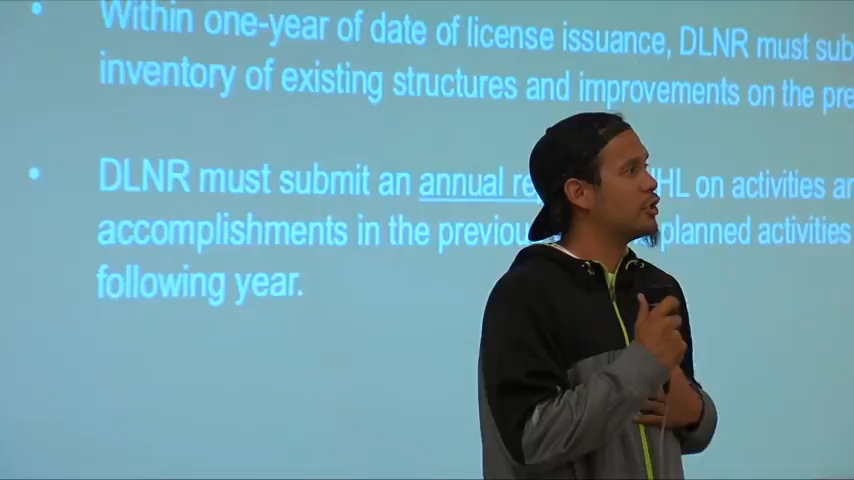 • Within one-year of date of license issuance, DLNR must sub
inventory of existing structures and improvements on the pre
• DLNR must submit an annual re HL on activities ar
accomplishments in the previou planned activities
following year.